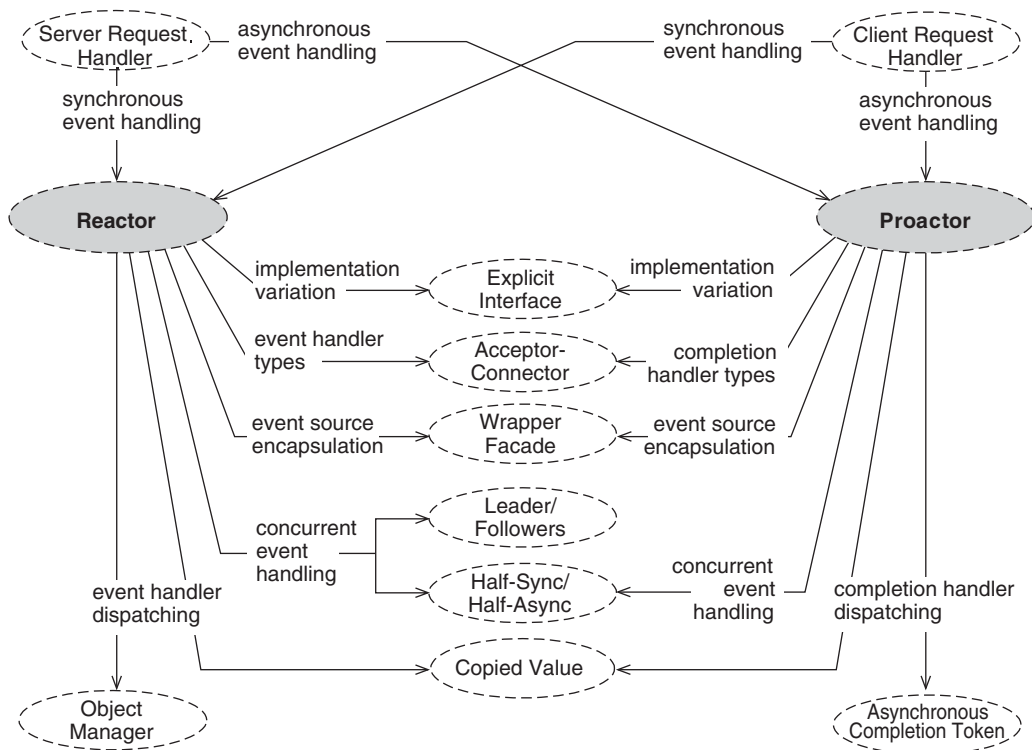 Server Request
Handler
asynchronous
event handling
synchronous
event handling
Client Request
Handler
synchronous
event handling
asynchronous
event handling
Reactor
Proactor
implementation
variation
Explicit
Interface
implementation
variation
event handler
types
Acceptor-
Connector
completion
handler types
event source
encapsulation
Wrapper
Facade
event source
encapsulation
Leader/
Followers
concurrent
event
handling
Half-Sync/
Half-Async
concurrent
event
handling
event handler
dispatching
completion handler
dispatching
Copied Value
Object
Manager
Asynchronous
Completion Token